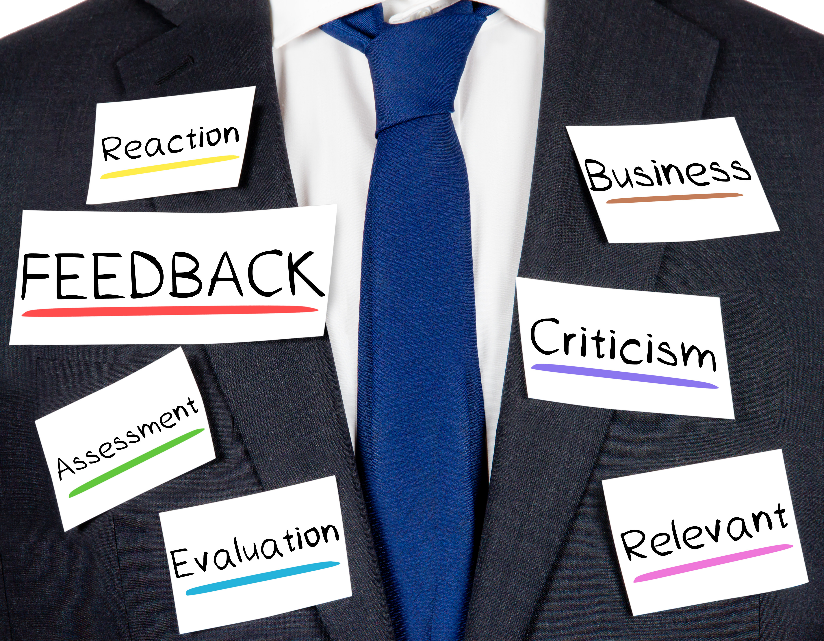 Reaction
FEEDBACK
Assessment
Evaluation
Business
Criticism
Relevant